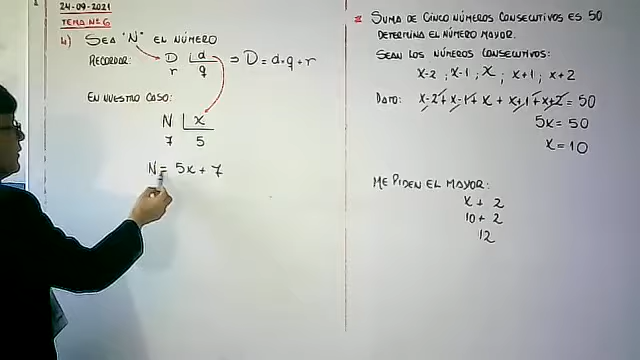 24-09-2021
TEMA Nº 6
4) SEA "N" EL NÚMERO
RECORDAR: D | d ⇒ D = d·q + r
r q
EN NUESTRO CASO:
N | x
7 5
N = 5x + 7
SUMA DE CINCO NÚMEROS CONSECUTIVOS ES 50
DETERMINA EL NÚMERO MAYOR.
SEAN LOS NÚMEROS CONSECUTIVOS:
x-2 ; x-1 ; x ; x+1 ; x+2
DATO: x-2 + x-1 + x + x+1 + x+2 = 50
5x = 50
x = 10
ME PIDEN EL MAYOR:
x + 2
10 + 2
12